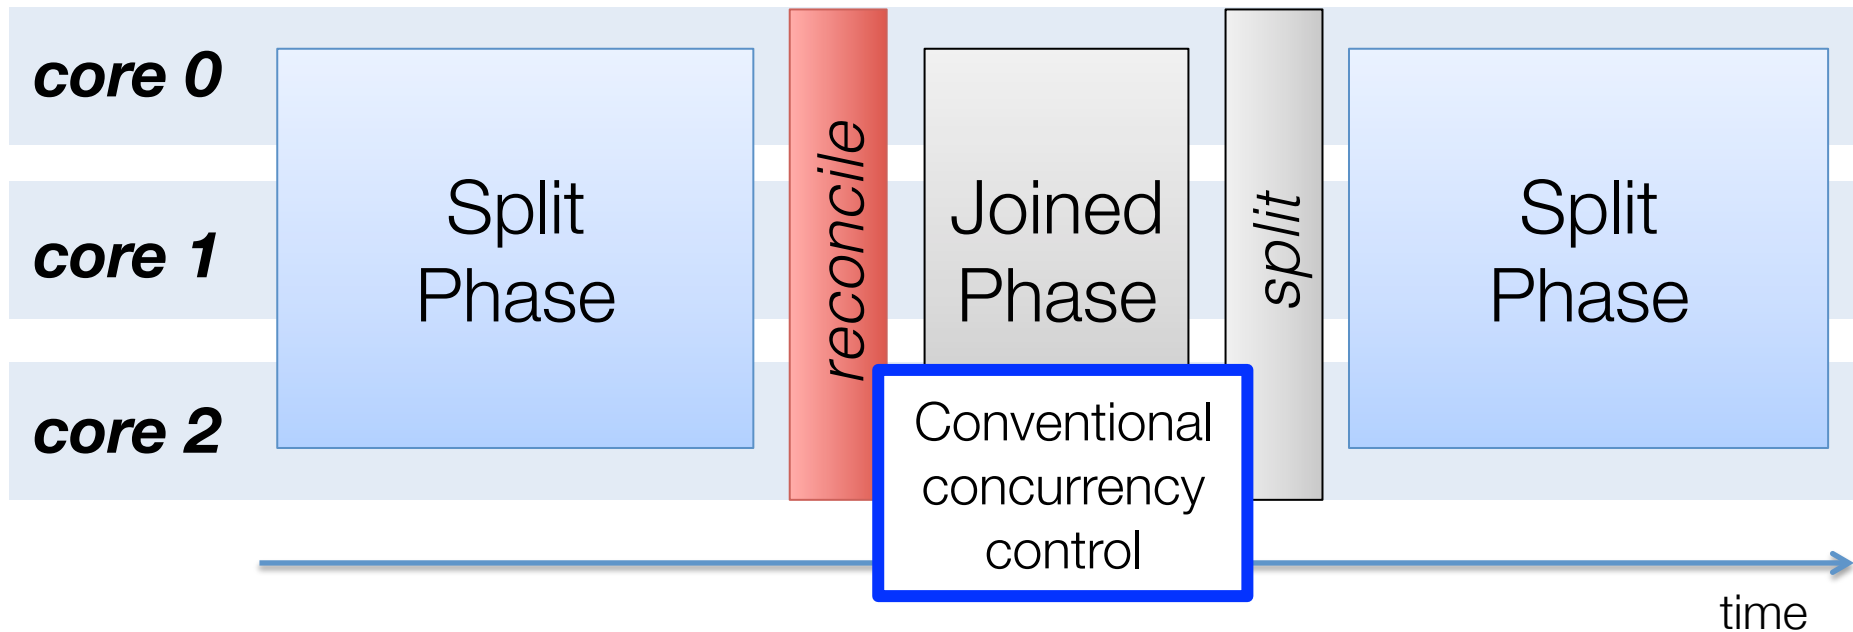 core 0
core 1
core 2
Split
Phase
reconcile
Joined
Phase
split
Split
Phase
Conventional
concurrency
control
time